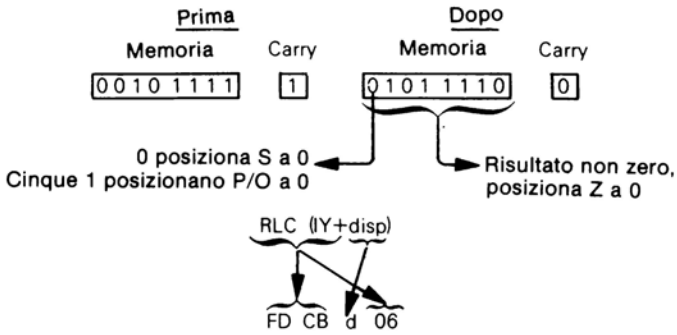 Prima Dopo
Memoria Carry Memoria Carry
0010 1111 1 0101 1110 0
0 posiziona S a 0
Cinque 1 posizionano P/O a 0
Risultato non zero,
posiziona Z a 0
RLC (IY+disp)
FD CB d 06